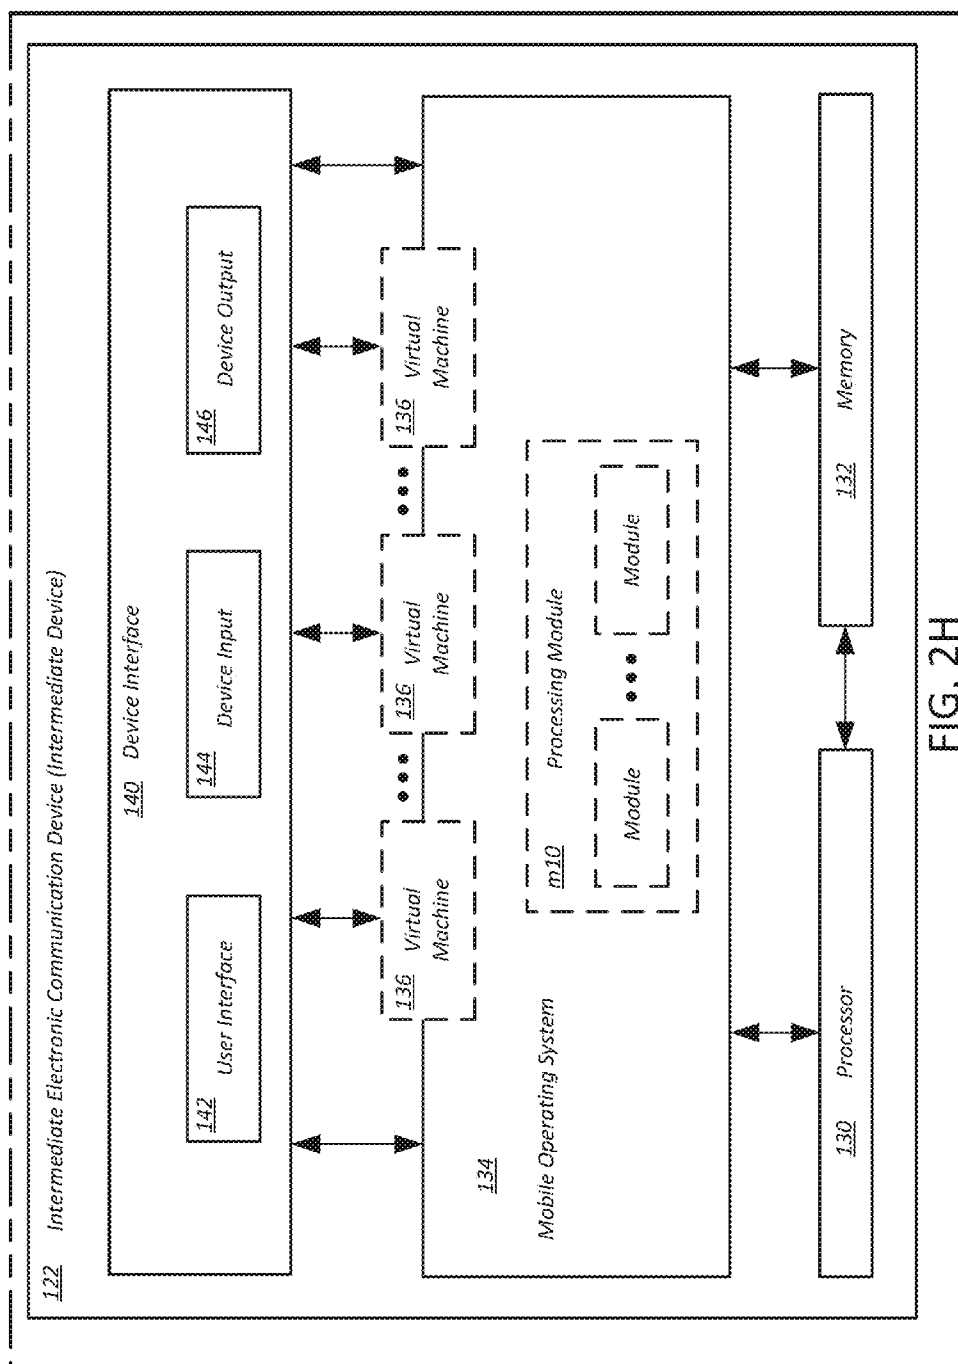 122 Intermediate Electronic Communication Device (Intermediate Device)
140 Device Interface
142
User Interface
144
Device Input
146
Device Output
136 Virtual
Machine
136 Virtual
Machine
136 Virtual
Machine
134
Mobile Operating System
m10
Processing Module
Module
Module
130 Processor
132 Memory
FIG. 2H